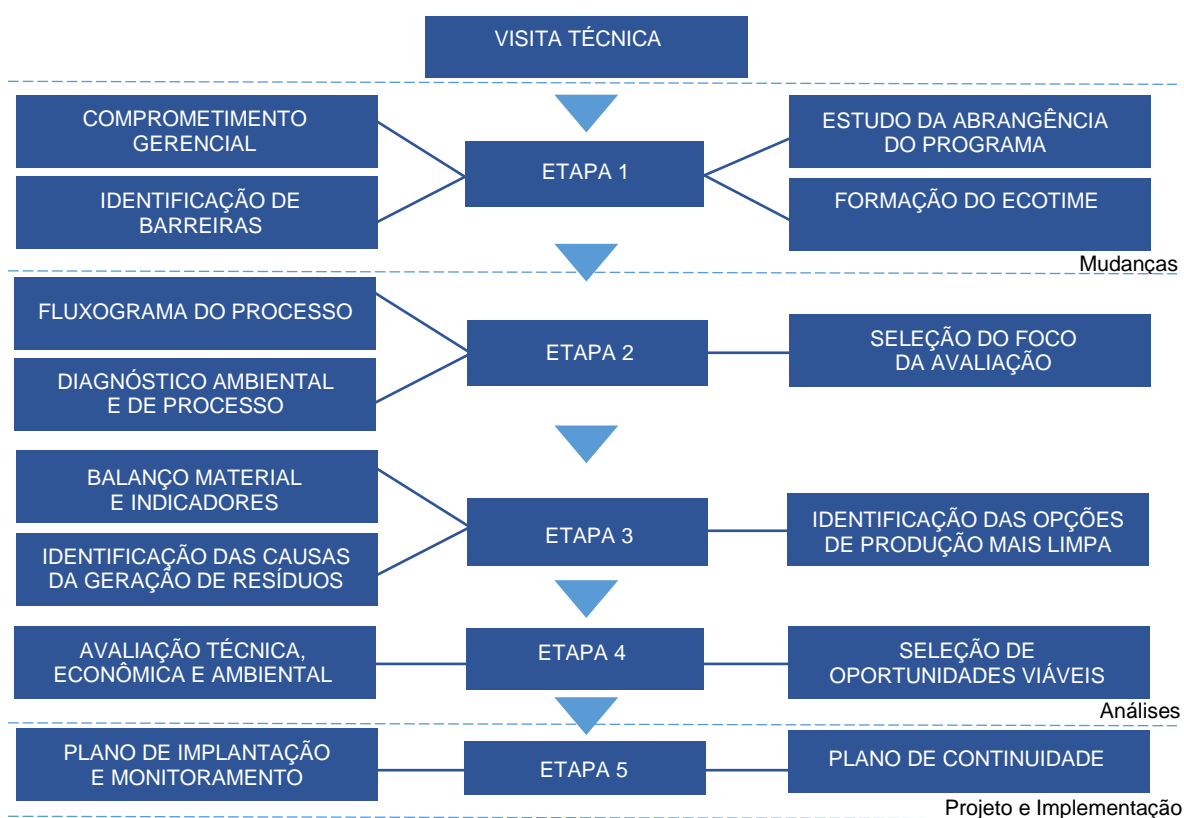 VISITA TÉCNICA
COMPROMETIMENTO
GERENCIAL
IDENTIFICAÇÃO DE
BARREIRAS
ETAPA 1
ESTUDO DA ABRANGÊNCIA
DO PROGRAMA
FORMAÇÃO DO ECOTIME
Mudanças
FLUXOGRAMA DO PROCESSO
DIAGNÓSTICO AMBIENTAL
E DE PROCESSO
ETAPA 2
SELEÇÃO DO FOCO
DA AVALIAÇÃO
BALANÇO MATERIAL
E INDICADORES
IDENTIFICAÇÃO DAS CAUSAS
DA GERAÇÃO DE RESÍDUOS
ETAPA 3
IDENTIFICAÇÃO DAS OPÇÕES
DE PRODUÇÃO MAIS LIMPA
AVALIAÇÃO TÉCNICA,
ECONÔMICA E AMBIENTAL
ETAPA 4
SELEÇÃO DE
OPORTUNIDADES VIÁVEIS
Análises
PLANO DE IMPLANTAÇÃO
E MONITORAMENTO
ETAPA 5
PLANO DE CONTINUIDADE
Projeto e Implementação